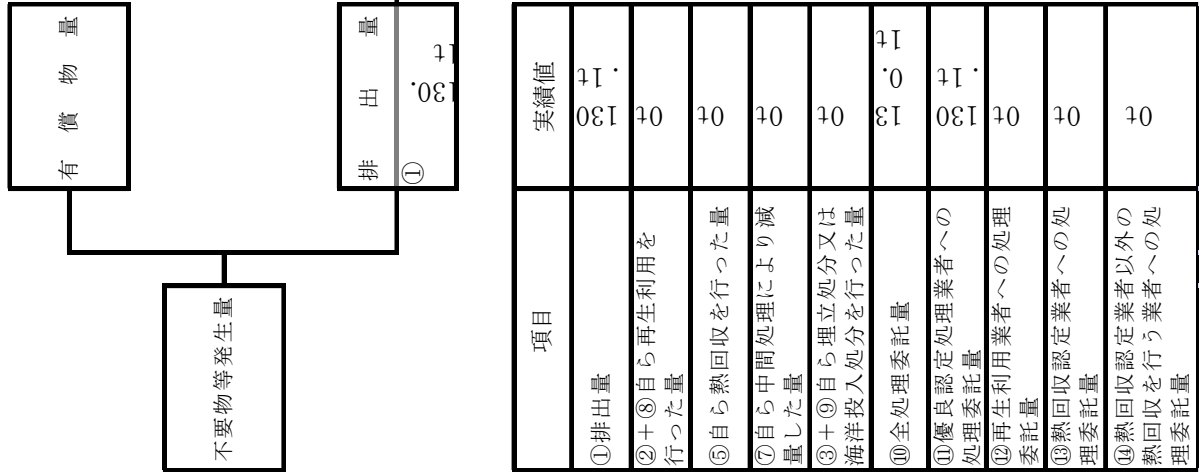 有償物量
排出量
①
130.
1t
不要物等発生量
項目
実績値
①排出量
130
.1t
②+⑧自ら再生利用を
行った量
0t
⑤自ら熱回収を行った量
0t
⑦自ら中間処理により減
量した量
0t
③+⑨自ら埋立処分又は
海洋投入処分を行った量
0t
⑩全処理委託量
13
0.
1t
⑪優良認定処理業者への
処理委託量
130
.1t
⑫再生利用業者への処理
委託量
0t
⑬熱回収認定業者への処
理委託量
0t
⑭熱回収認定業者以外の
熱回収を行う業者への処
理委託量
0t